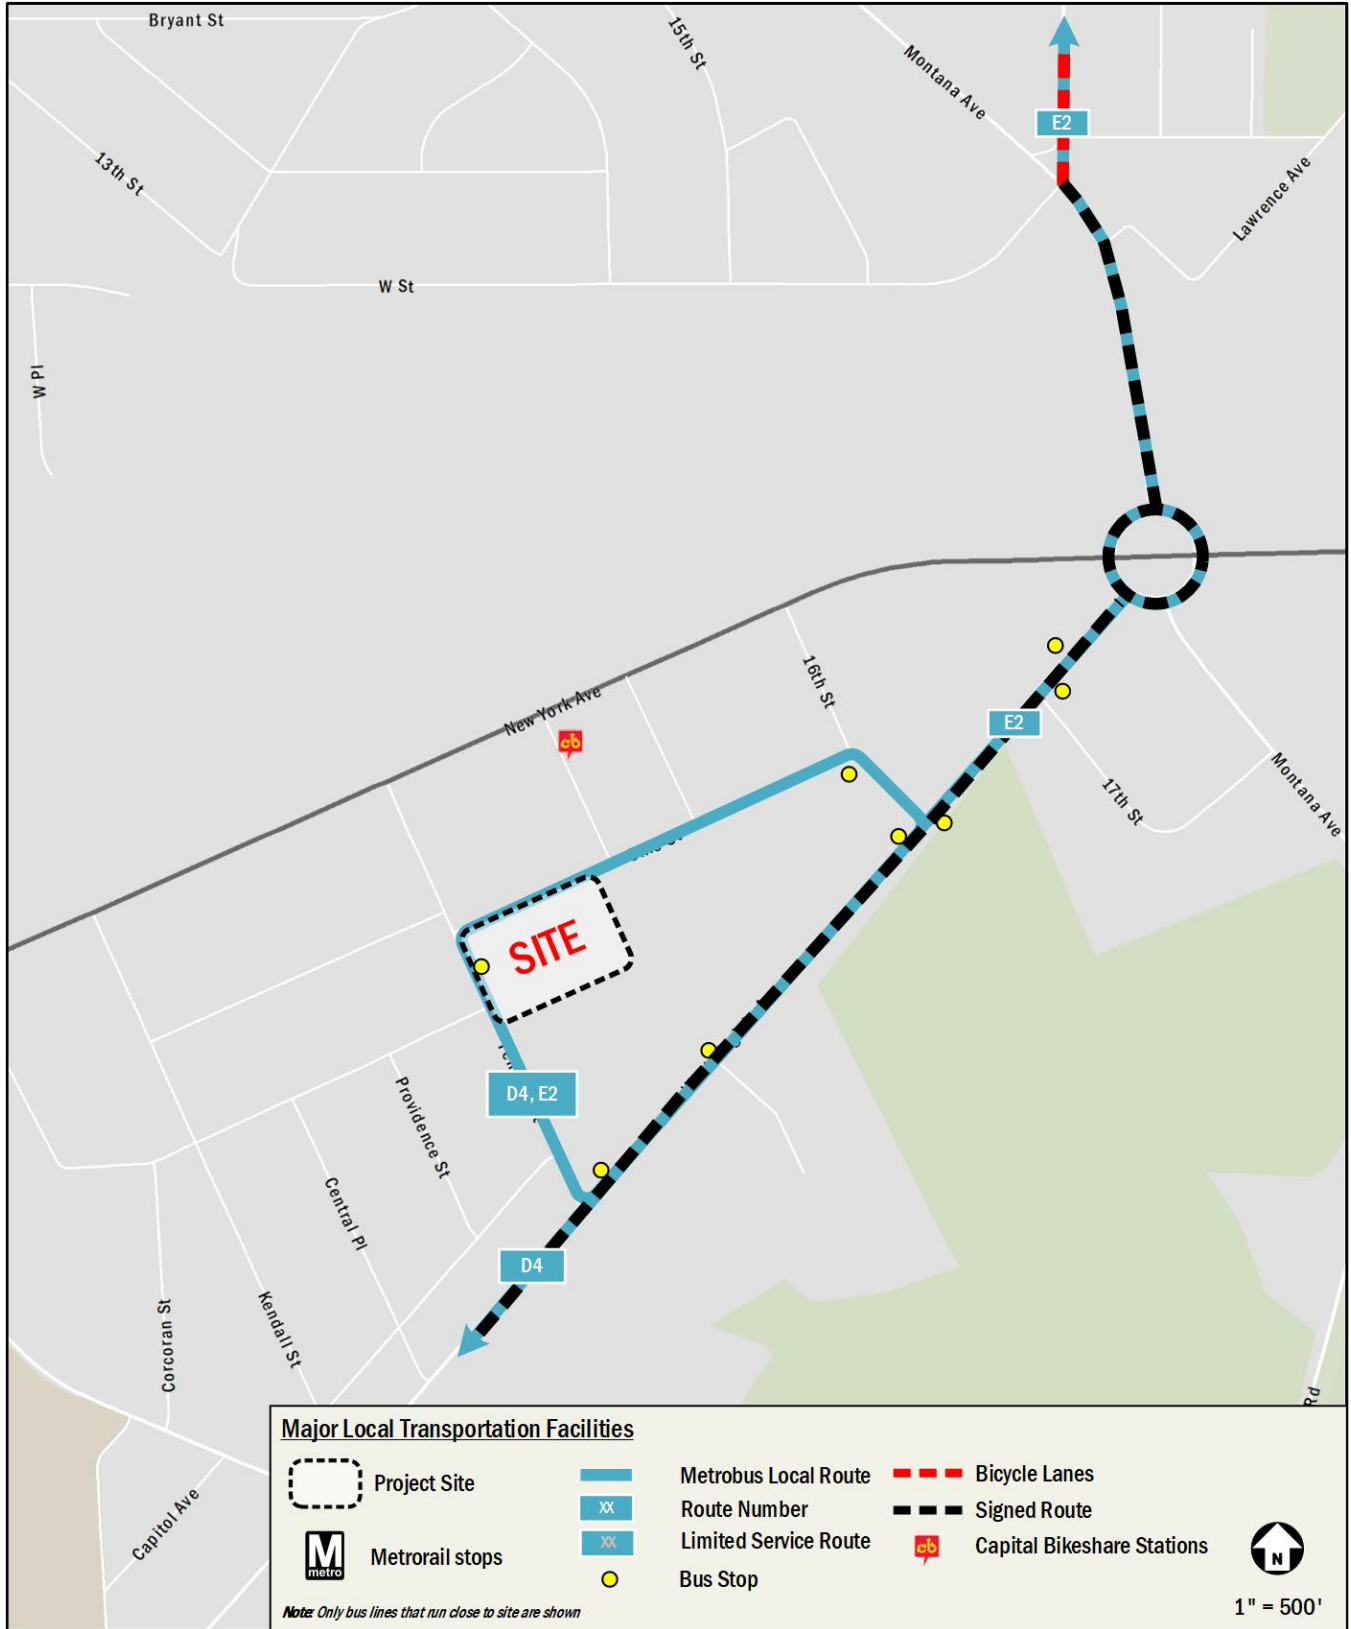 Bryant St
15th St
Montana Ave
E2
13th St
Lawrence Ave
W St
W Pl
16th St
New York Ave
E2
17th St
Montana Ave
SITE
D4, E2
Providence St
Central Pl
D4
Kendall St
Corcoran St
Rd
Capitol Ave
Major Local Transportation Facilities
Project Site
Metrobus Local Route
Bicycle Lanes
XX
Route Number
Signed Route
XX
Limited Service Route
Capital Bikeshare Stations
cb
M
metro
Metrorail stops
Bus Stop
N
Note: Only bus lines that run close to site are shown
1" = 500'